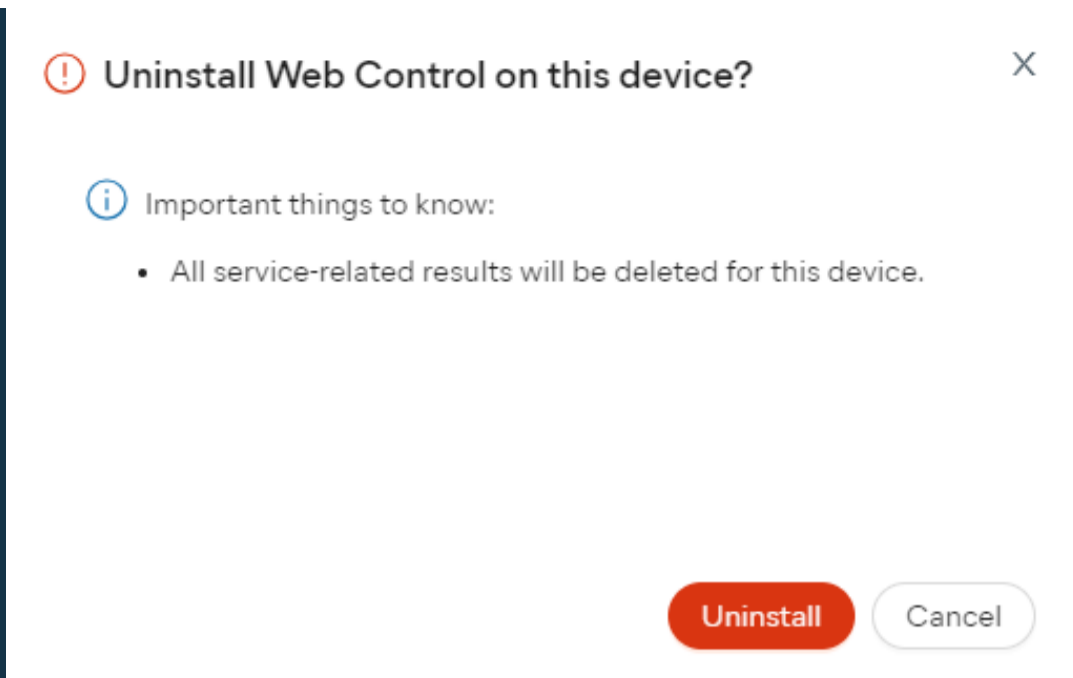 Uninstall Web Control on this device?
X
Important things to know:
• All service-related results will be deleted for this device.
Uninstall
Cancel